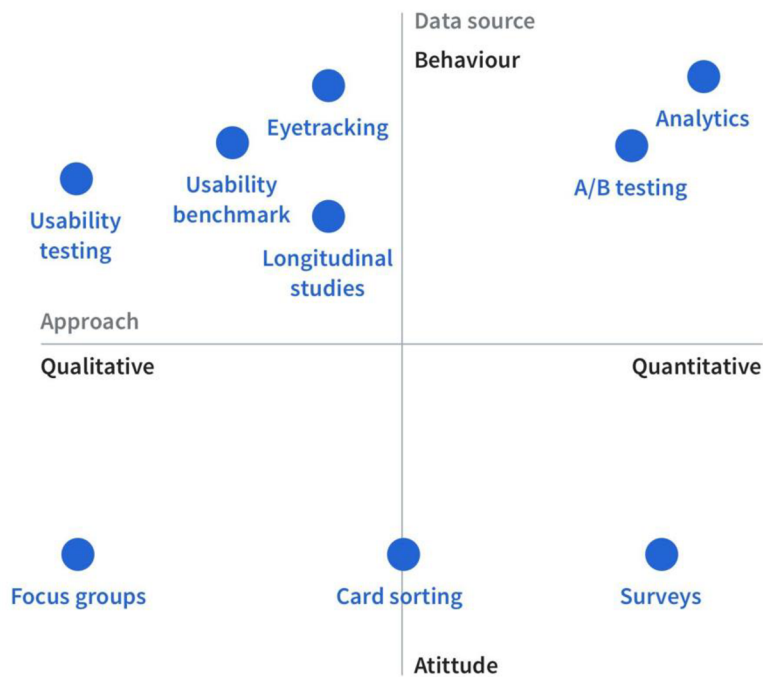 Data source
Behaviour
Analytics
Eyetracking
A/B testing
Usability
benchmark
Usability
testing
Longitudinal
studies
Approach
Qualitative
Quantitative
Focus groups
Card sorting
Surveys
Atittude